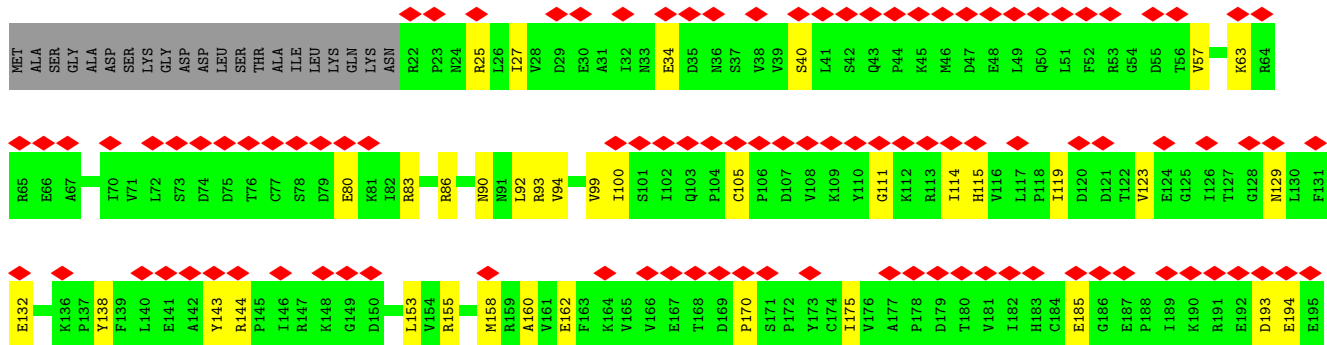 MET ALA SER GLY ALA ASP SER LYS GLY ASP ASP LEU SER THR ALA ILE LEU LYS GLN LYS ASN R22 P23 N24 R25 L26 I27 V28 D29 E30 A31 I32 N33 E34 D35 N36 S37 V38 V39 S40 L41 S42 Q43 P44 K45 M46 D47 E48 L49 Q50 L51 F52 R53 G54 D55 T56 V57 K63 R64
R65 E66 A67 I70 V71 L72 S73 D74 D75 T76 C77 S78 D79 E80 K81 I82 R83 R86 N90 N91 L92 R93 V94 V99 I100 S101 I102 Q103 P104 C105 P106 D107 V108 K109 Y110 G111 K112 R113 I114 H115 V116 L117 P118 I119 D120 D121 T122 V123 E124 G125 I126 T127 G128 N129 L130 F131
E132 K136 P137 Y138 F139 L140 E141 A142 Y143 R144 P145 I146 R147 K148 G149 D150 L153 V154 R155 M158 R159 A160 V161 E162 F163 K164 V165 V166 E167 T168 D169 P170 S171 P172 Y173 C174 I175 V176 A177 P178 D179 T180 V181 I182 H183 C184 E185 G186 E187 P188 I189 K190 R191 E192 D193 E194 E195